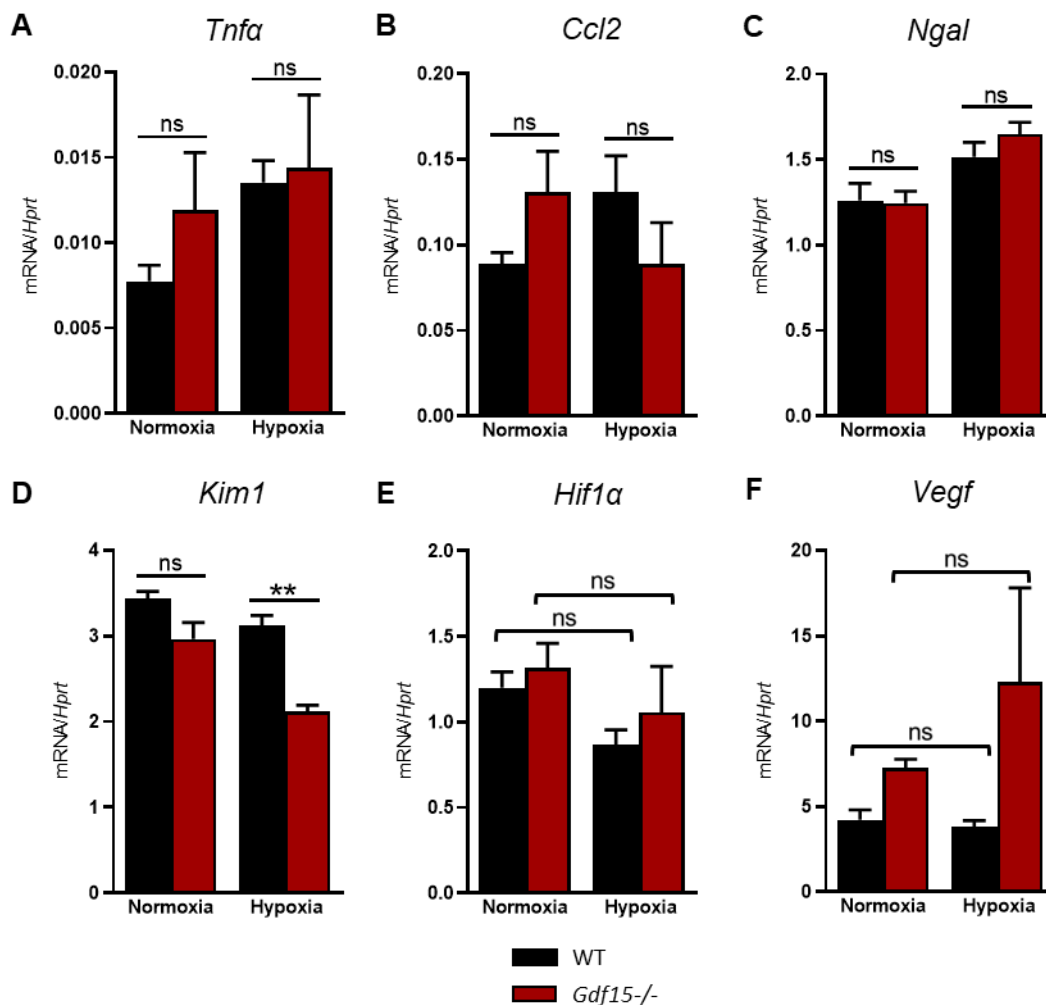 A
Tnfα
mRNA/Hprt
0.020
0.015
0.010
0.005
0.000
ns
ns
Normoxia
Hypoxia
B
Ccl2
0.20
0.15
0.10
0.05
0.00
ns
ns
Normoxia
Hypoxia
C
Ngal
2.0
1.5
1.0
0.5
0.0
ns
ns
Normoxia
Hypoxia
D
Kim1
mRNA/Hprt
4
3
2
1
0
ns
**
Normoxia
Hypoxia
E
Hif1α
mRNA/Hprt
2.0
1.5
1.0
0.5
0.0
ns
ns
Normoxia
Hypoxia
F
Vegf
mRNA/Hprt
20
15
10
5
0
ns
ns
Normoxia
Hypoxia
WT
Gdf15-/-